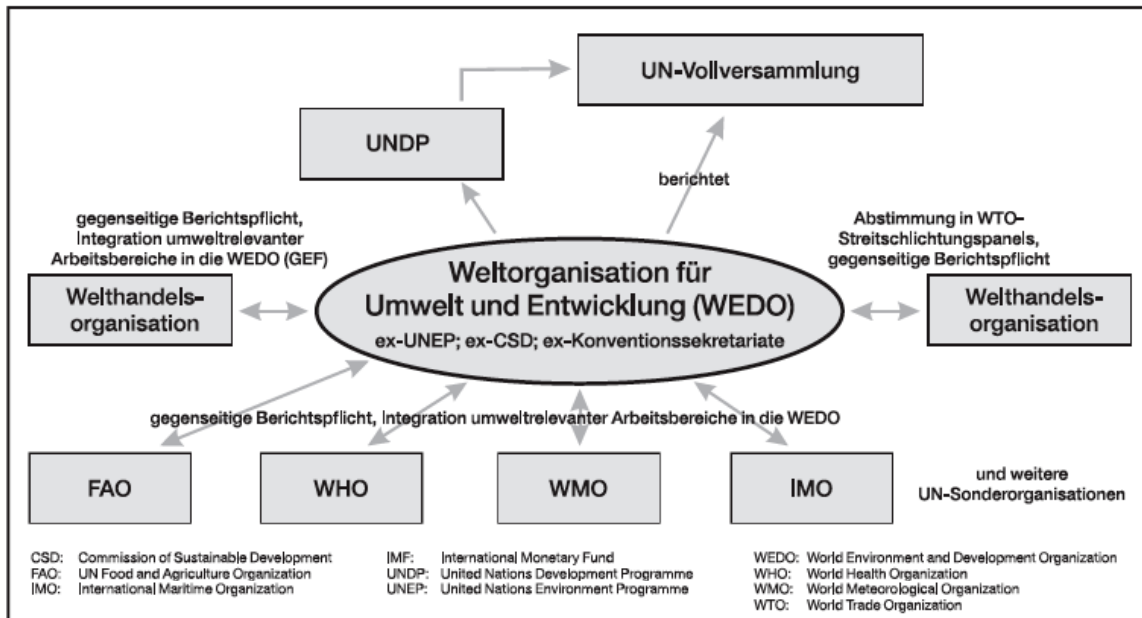 UN-Vollversammlung
UNDP
berichtet
gegenseitige Berichtspflicht,
Integration umweltrelevanter
Arbeitsbereiche in die WEDO (GEF)
Abstimmung in WTO-
Streitschlichtungspanels,
gegenseitige Berichtspflicht
Welthandels-
organisation
Weltorganisation für
Umwelt und Entwicklung (WEDO)
ex-UNEP; ex-CSD; ex-Konventionssekretariate
Welthandels-
organisation
gegenseitige Berichtspflicht, Integration umweltrelevanter Arbeitsbereiche in die WEDO
FAO
WHO
WMO
IMO
und weitere
UN-Sonderorganisationen
CSD: Commission of Sustainable Development
FAO: UN Food and Agriculture Organization
IMO: International Maritime Organization
IMF: International Monetary Fund
UNDP: United Nations Development Programme
UNEP: United Nations Environment Programme
WEDO: World Environment and Development Organization
WHO: World Health Organization
WMO: World Meteorological Organization
WTO: World Trade Organization